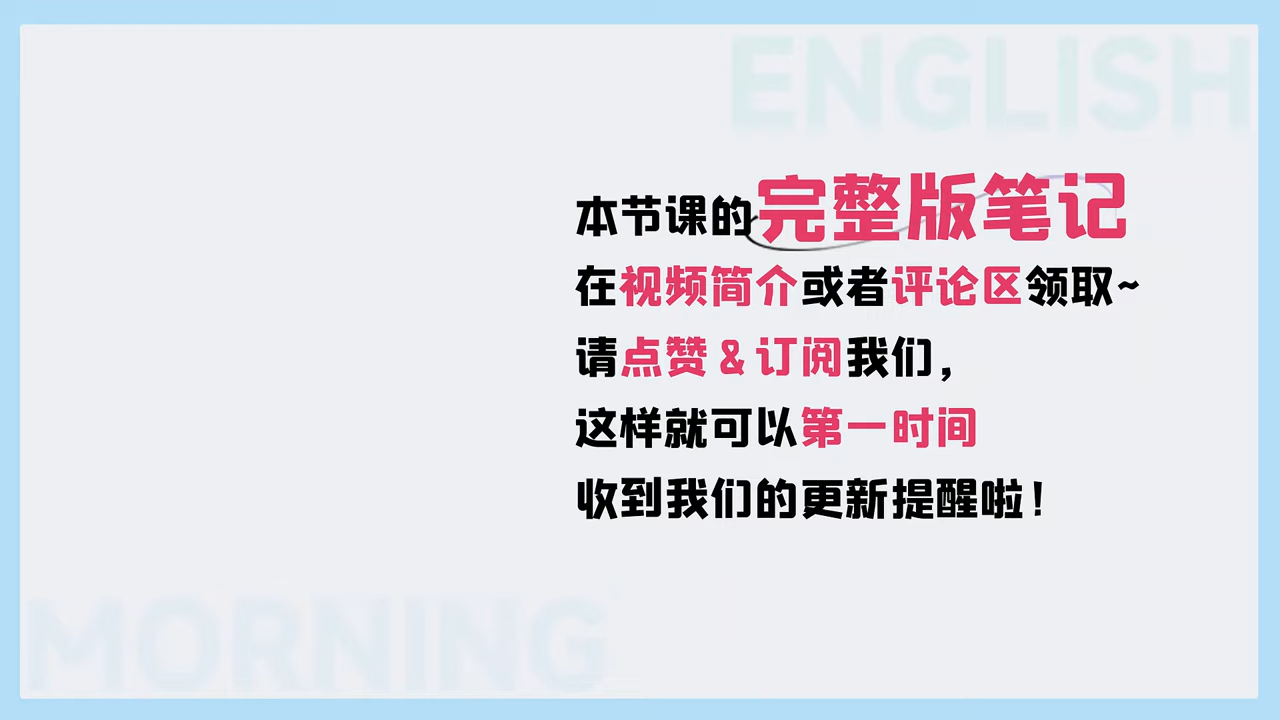 ENGLISH
本节课的完整版笔记
在视频简介或者评论区领取~
请点赞&订阅我们，
这样就可以第一时间
收到我们的更新提醒啦！
MORNING